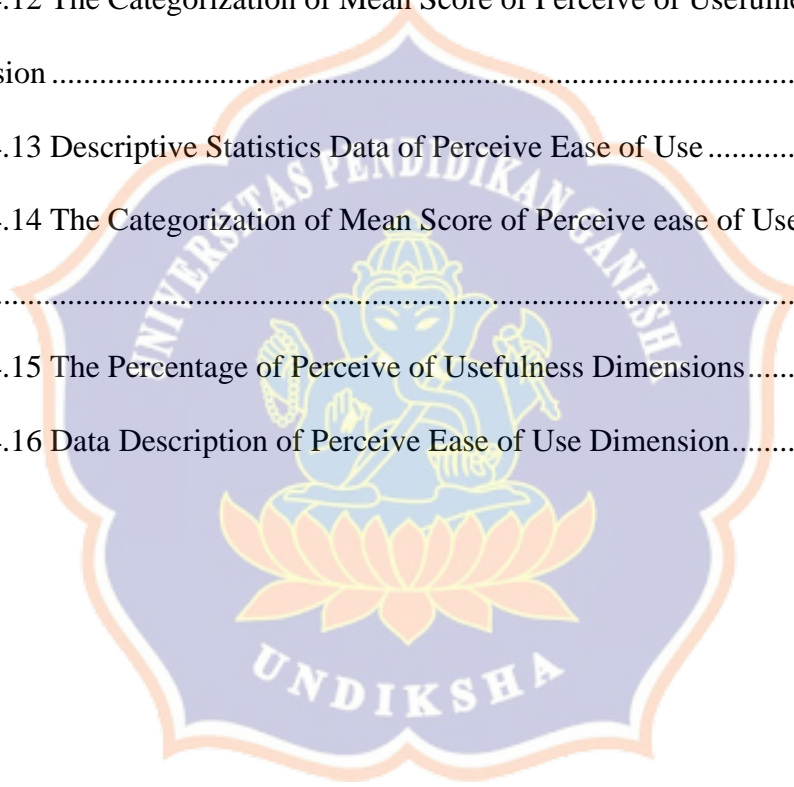 .12 The Categorization of Mean Score of Perceive of Usefulne
sion ................................................................................................
.13 Descriptive Statistics Data of Perceive Ease of Use ...........
.14 The Categorization of Mean Score of Perceive ease of Use
................................................................................................
.15 The Percentage of Perceive of Usefulness Dimensions......
.16 Data Description of Perceive Ease of Use Dimension........
UNIVERSITAS PENDIDIKAN GANESHA
UNDIKSHA